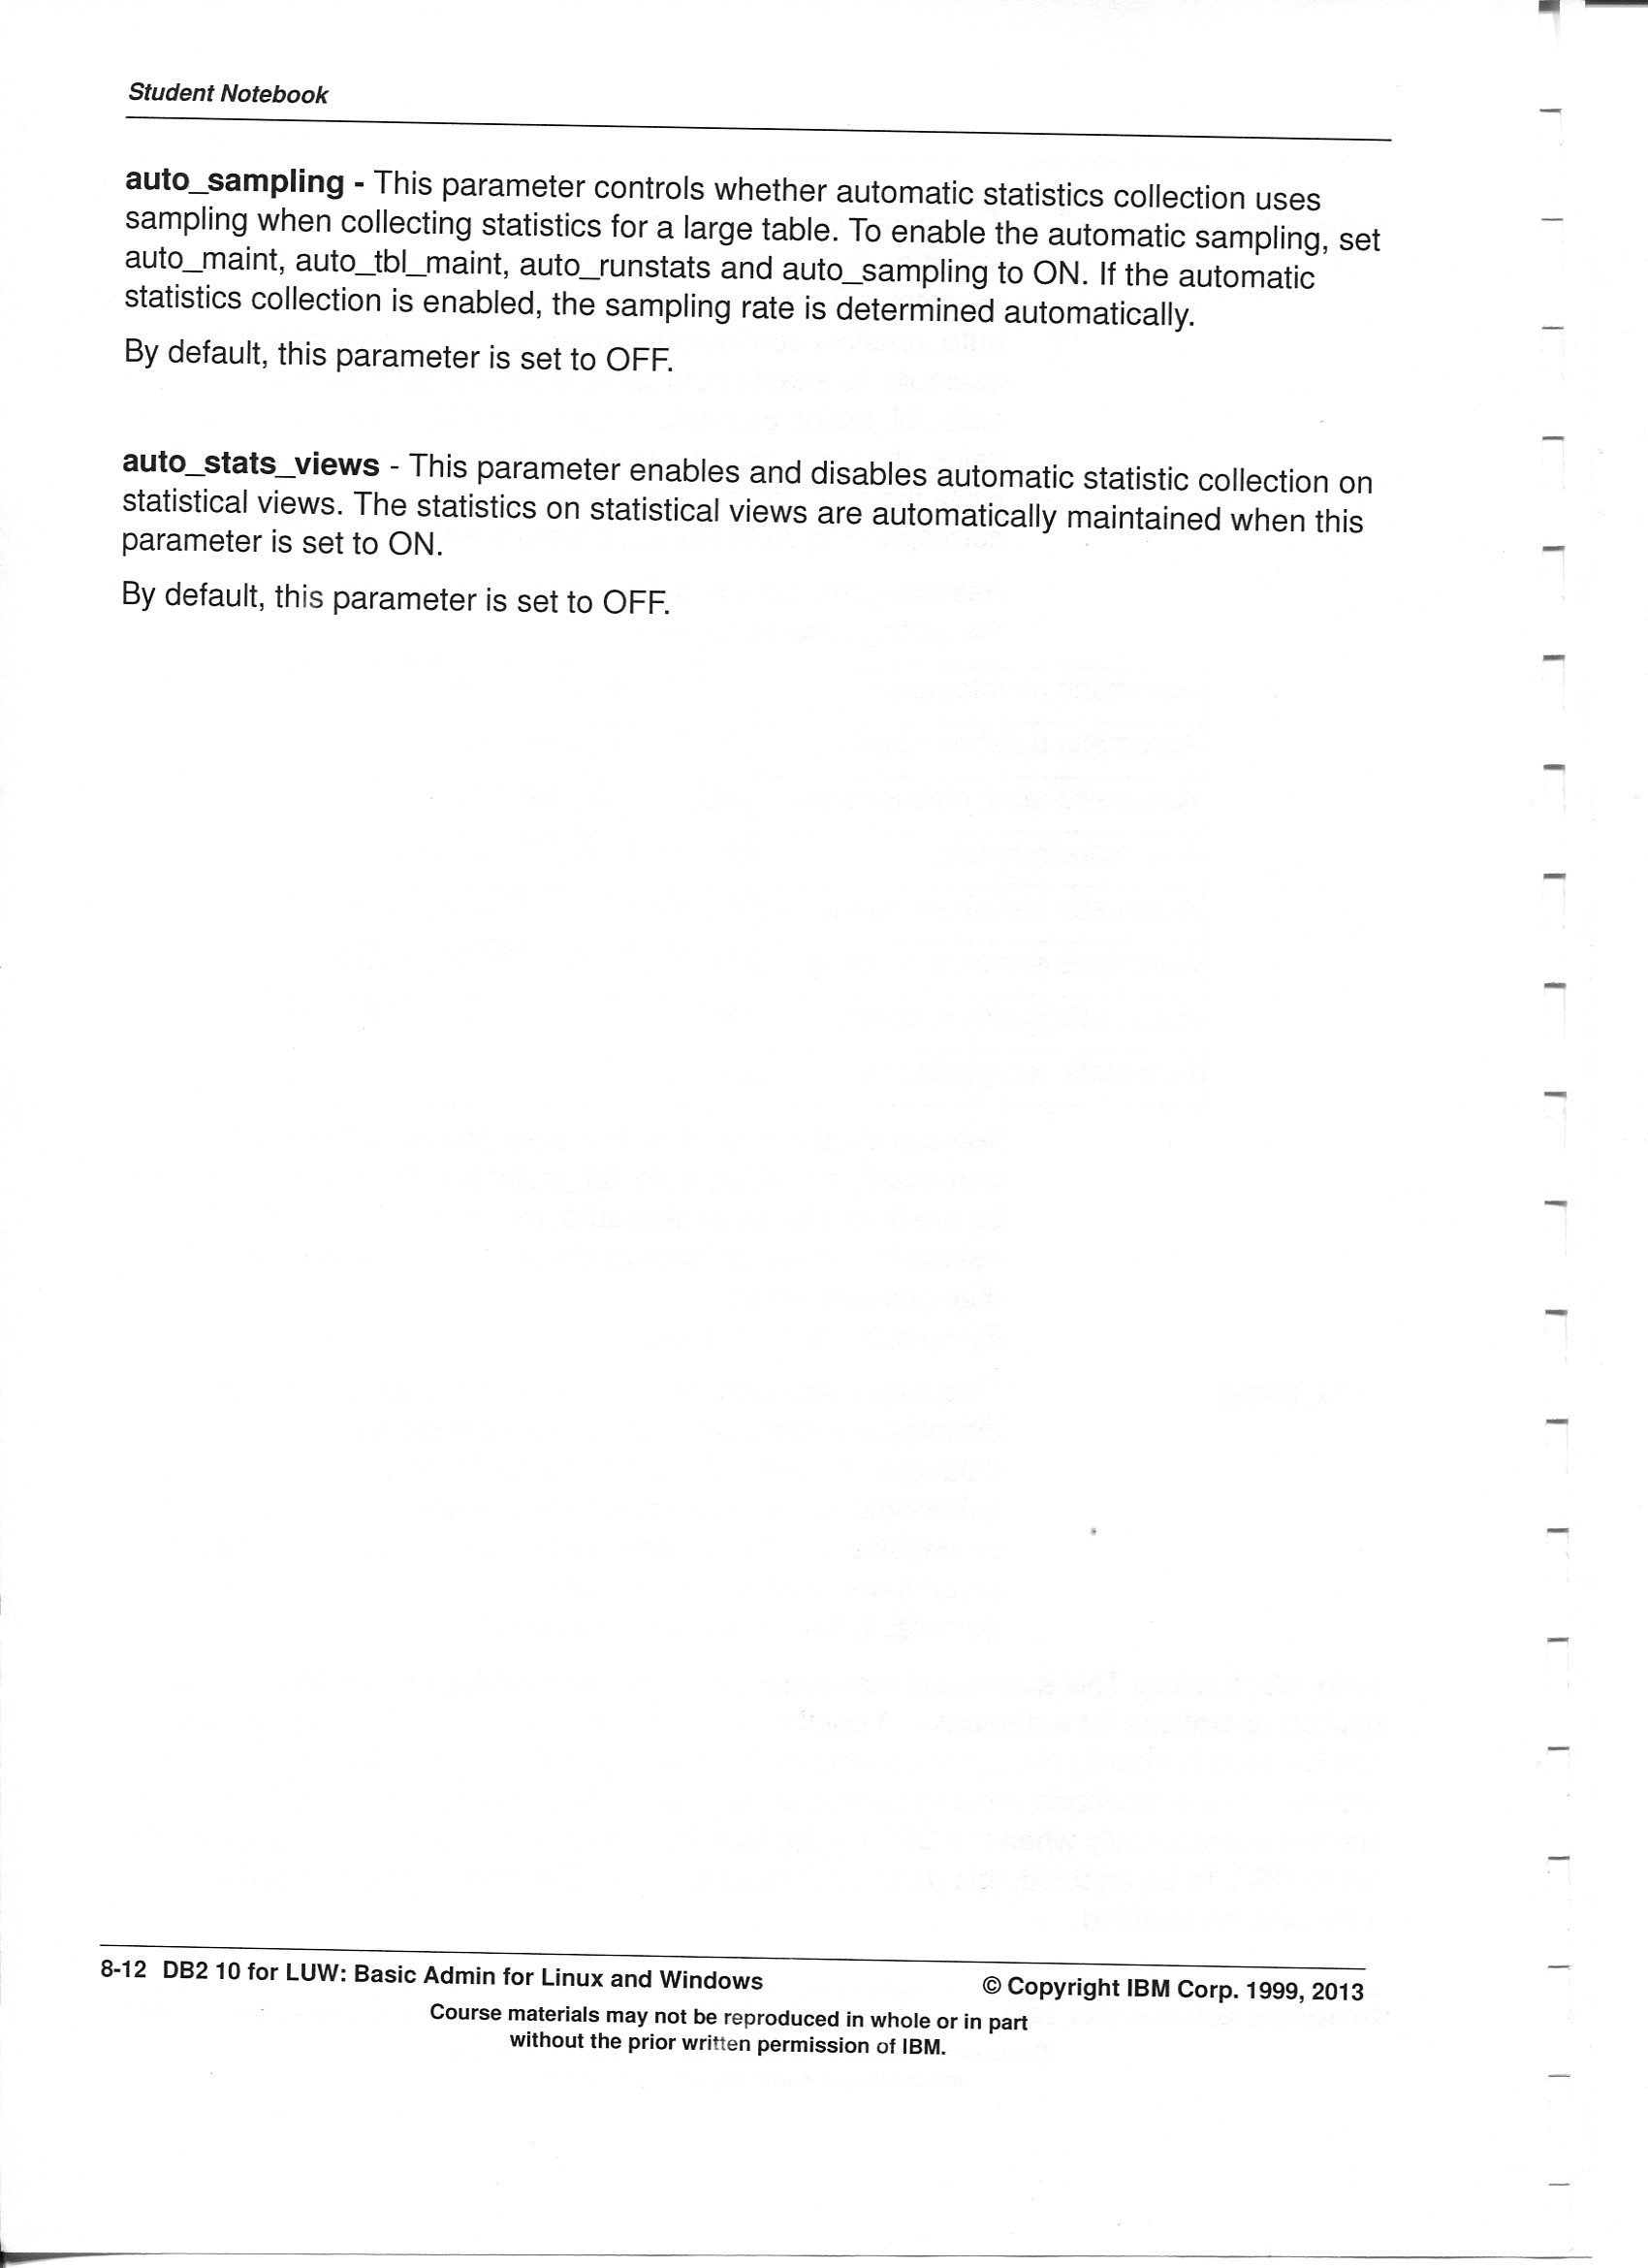 Student Notebook
auto_sampling - This parameter controls whether automatic statistics collection uses
sampling when collecting statistics for a large table. To enable the automatic sampling, set
auto_maint, auto_tbl_maint, auto_runstats and auto_sampling to ON. If the automatic
statistics collection is enabled, the sampling rate is determined automatically.
By default, this parameter is set to OFF.
auto_stats_views - This parameter enables and disables automatic statistic collection on
statistical views. The statistics on statistical views are automatically maintained when this
parameter is set to ON.
By default, this parameter is set to OFF.
8-12 DB2 10 for LUW: Basic Admin for Linux and Windows © Copyright IBM Corp. 1999, 2013
Course materials may not be reproduced in whole or in part
without the prior written permission of IBM.